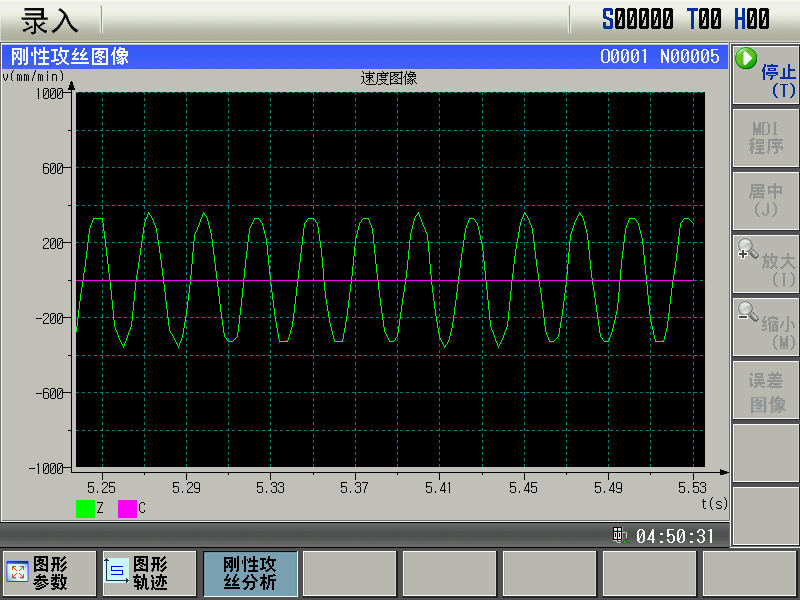 录入
S00000 T00 H00
刚性攻丝图像
O0001 N00005
v(mm/min)
速度图像
1000
600
200
-200
-600
-1000
5.25 5.29 5.33 5.37 5.41 5.45 5.49 5.53
t(s)
Z C
停止
(T)
MDI
程序
居中
(J)
放大
(I)
缩小
(M)
误差
图像
04:50:31
图形
参数
图形
轨迹
刚性攻
丝分析